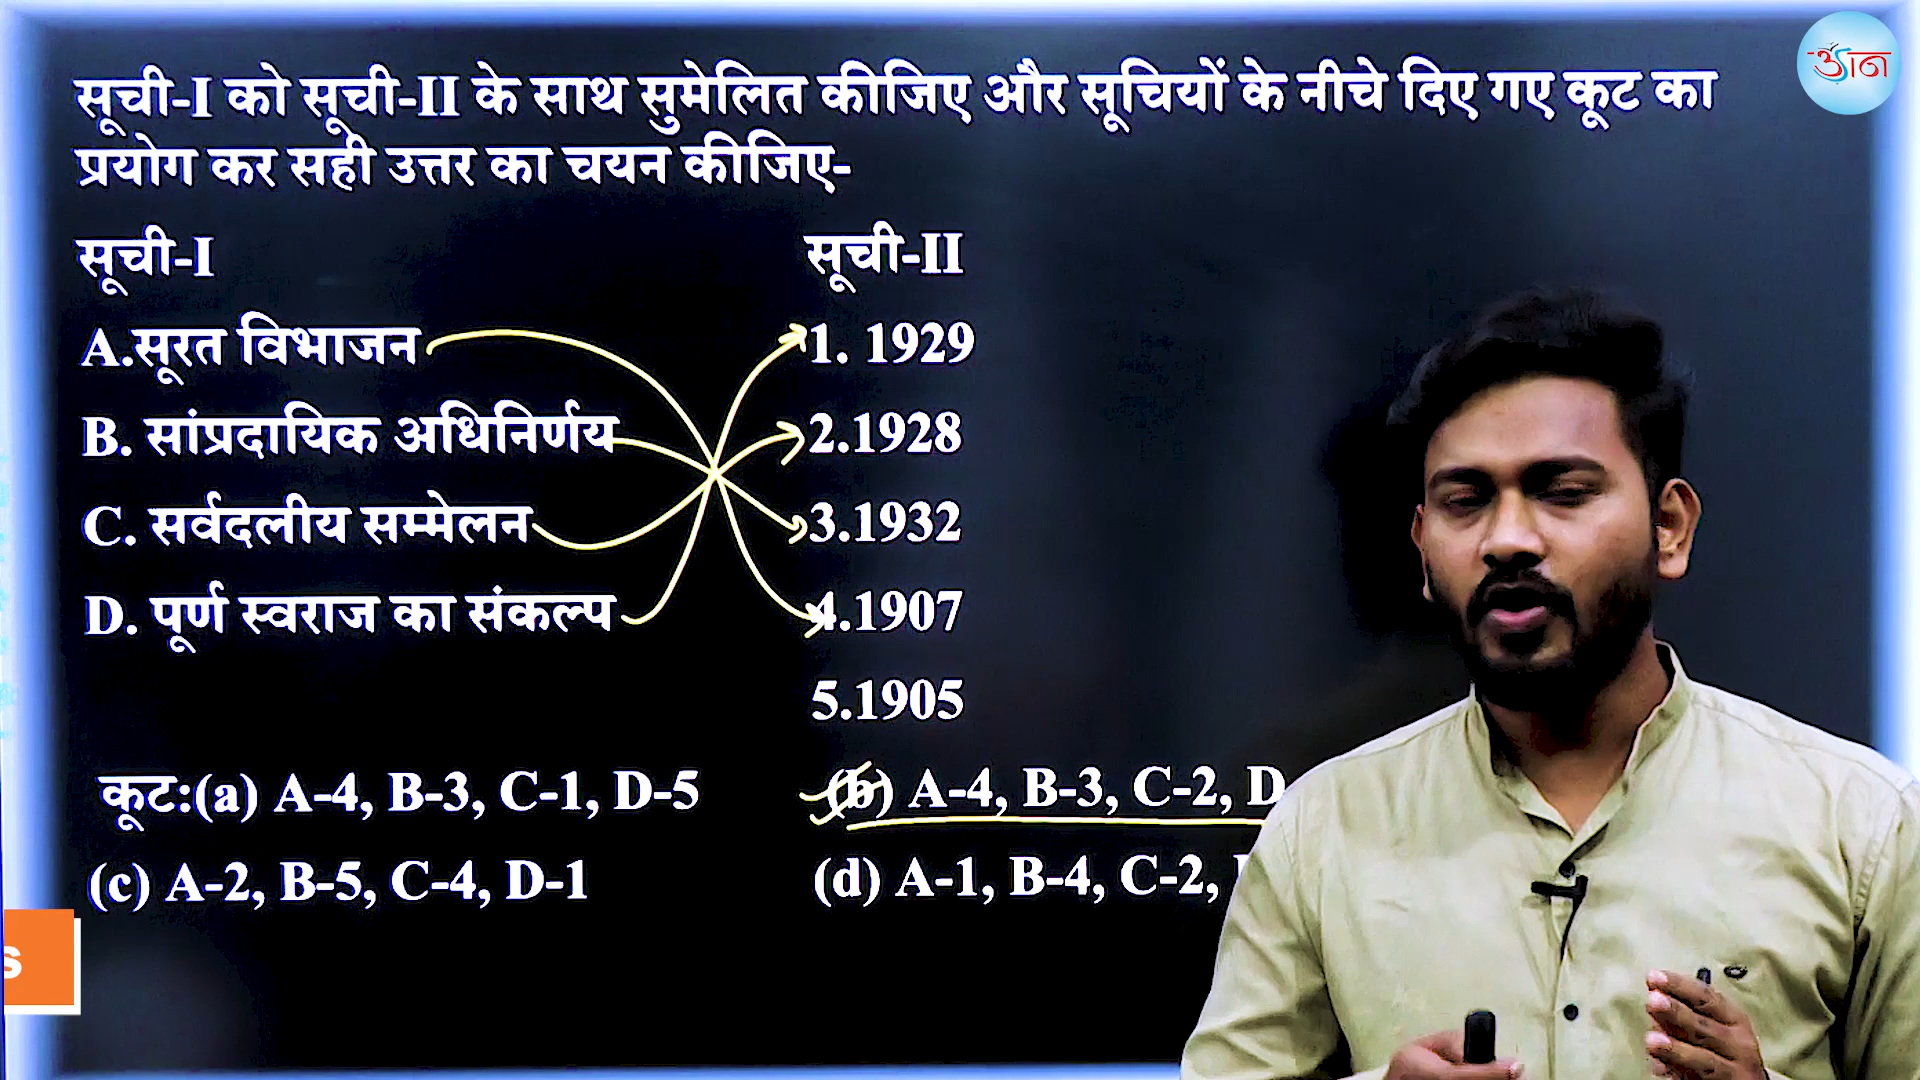 उड़ान
सूची-I को सूची-II के साथ सुमेलित कीजिए और सूचियों के नीचे दिए गए कूट का
प्रयोग कर सही उत्तर का चयन कीजिए-
सूची-I सूची-II
A.सूरत विभाजन 1. 1929
B. सांप्रदायिक अधिनिर्णय 2.1928
C. सर्वदलीय सम्मेलन 3.1932
D. पूर्ण स्वराज का संकल्प 4.1907
5.1905
कूट:(a) A-4, B-3, C-1, D-5 (b) A-4, B-3, C-2, D
(c) A-2, B-5, C-4, D-1 (d) A-1, B-4, C-2,
s